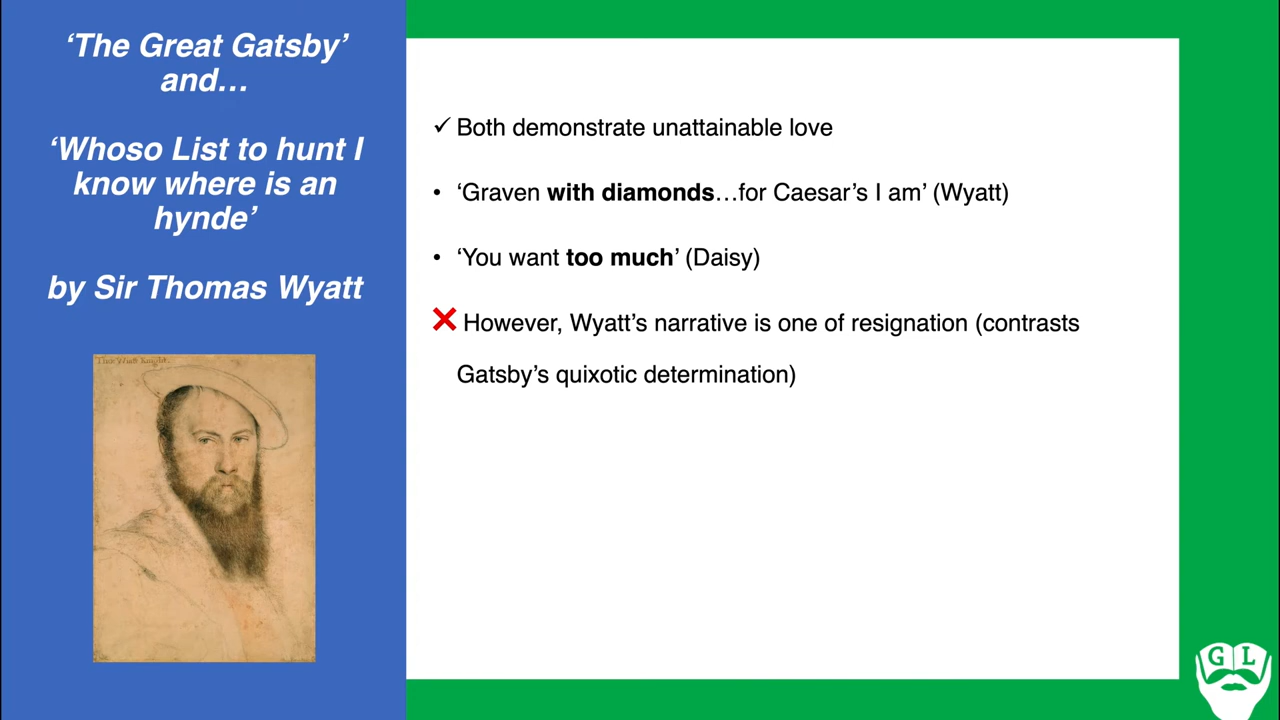 ‘The Great Gatsby’
and…
‘Whoso List to hunt I
know where is an
hynde’
by Sir Thomas Wyatt
✓ Both demonstrate unattainable love
• ‘Graven with diamonds…for Caesar’s I am’ (Wyatt)
• ‘You want too much’ (Daisy)
❌ However, Wyatt’s narrative is one of resignation (contrasts
Gatsby’s quixotic determination)
G L